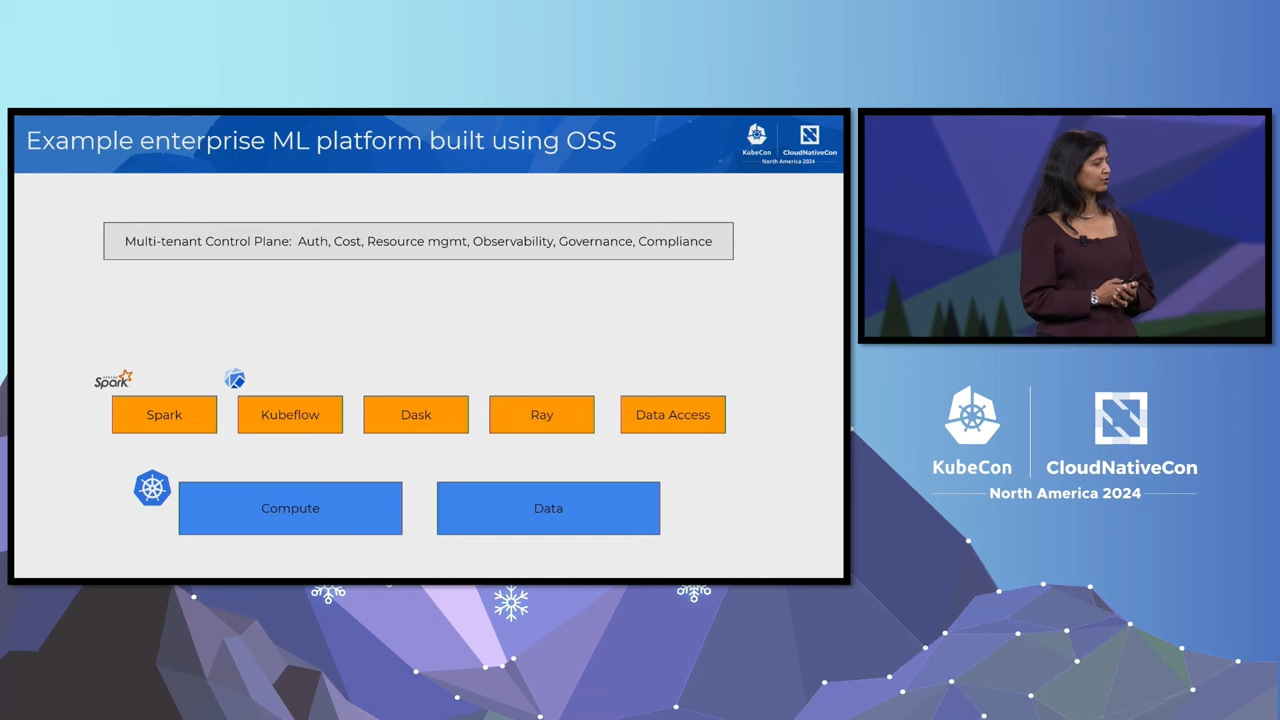 Example enterprise ML platform built using OSS
KubeCon
CloudNativeCon
North America 2024
Multi-tenant Control Plane: Auth, Cost, Resource mgmt, Observability, Governance, Compliance
APACHE
Spark
Spark
Kubeflow
Dask
Ray
Data Access
Compute
Data
KubeCon
CloudNativeCon
North America 2024